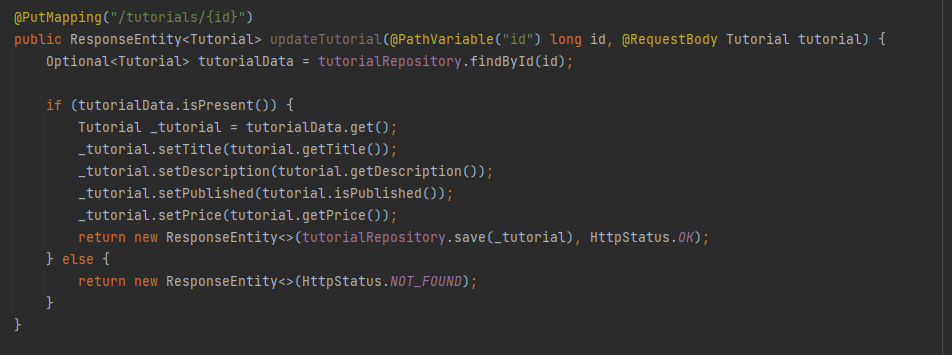 @PutMapping("/tutorials/{id}")
public ResponseEntity<Tutorial> updateTutorial(@PathVariable("id") long id, @RequestBody Tutorial tutorial) {
Optional<Tutorial> tutorialData = tutorialRepository.findById(id);
if (tutorialData.isPresent()) {
Tutorial _tutorial = tutorialData.get();
_tutorial.setTitle(tutorial.getTitle());
_tutorial.setDescription(tutorial.getDescription());
_tutorial.setPublished(tutorial.isPublished());
_tutorial.setPrice(tutorial.getPrice());
return new ResponseEntity<>(tutorialRepository.save(_tutorial), HttpStatus.OK);
} else {
return new ResponseEntity<>(HttpStatus.NOT_FOUND);
}
}